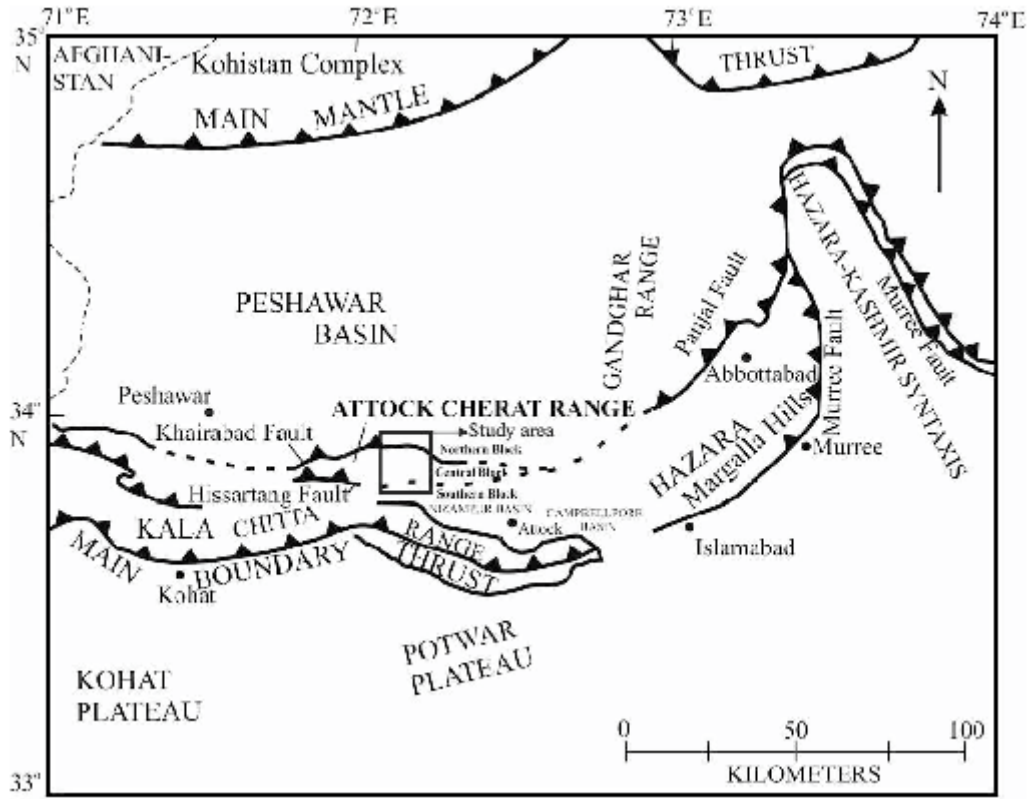 71°E
72°E
73°E
74°E
35°
N
AFGHANI-
STAN
Kohistan Complex
THRUST
MAIN MANTLE
N
HAZARA-KASHMIR SYNTAXIS
GANDGHAR
RANGE
Panjal Fault
Murree Fault
Murree Fault
PESHAWAR
BASIN
Abbottabad
Peshawar
34°
N
ATTOCK CHERAT RANGE
Khairabad Fault
Study area
Northern Block
Central Block
Southern Block
HAZARA
Margalla Hills
Murree
Hissartang Fault
NIZAMPUR BASIN
CAMPBELLPORE
BASIN
Attock
Islamabad
KALA CHITTA RANGE
MAIN BOUNDARY THRUST
Kohat
POTWAR
PLATEAU
KOHAT
PLATEAU
0 50 100
KILOMETERS
33°